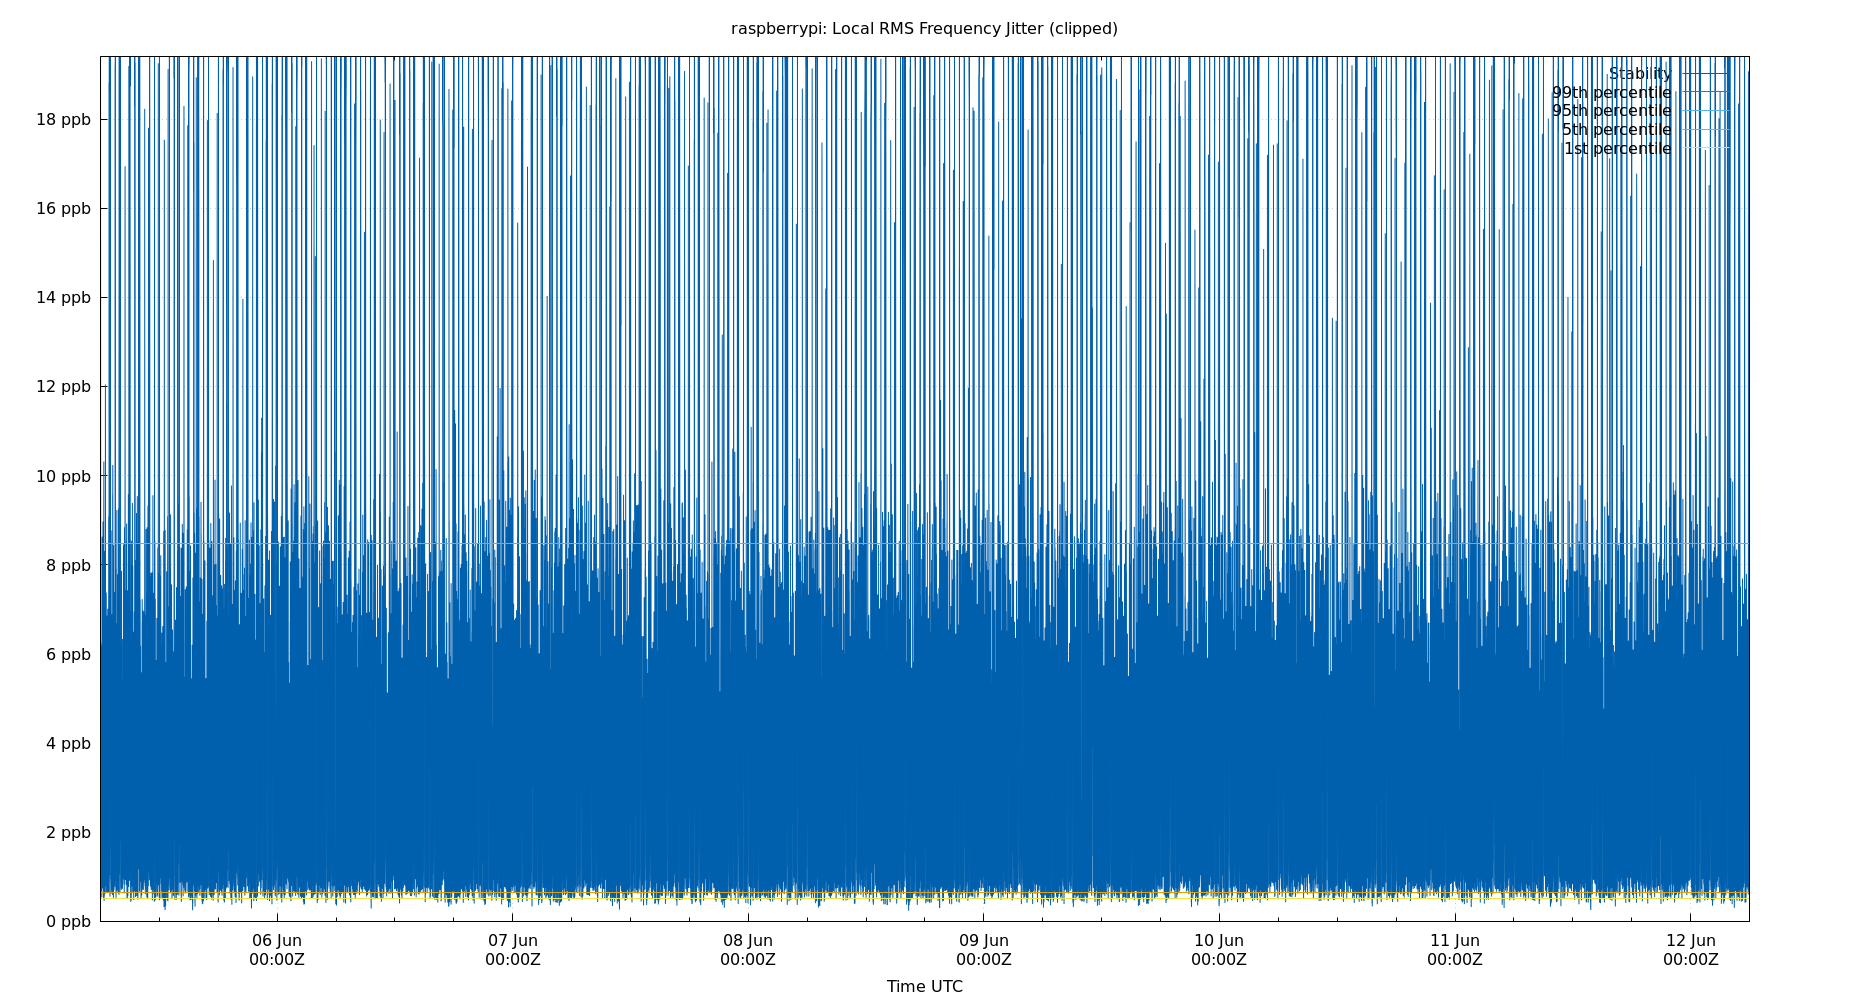 raspberrypi: Local RMS Frequency Jitter (clipped)
Stability
99th percentile
95th percentile
5th percentile
1st percentile
18 ppb
16 ppb
14 ppb
12 ppb
10 ppb
8 ppb
6 ppb
4 ppb
2 ppb
0 ppb
06 Jun 07 Jun 08 Jun 09 Jun 10 Jun 11 Jun 12 Jun
00:00Z 00:00Z 00:00Z 00:00Z 00:00Z 00:00Z 00:00Z
Time UTC